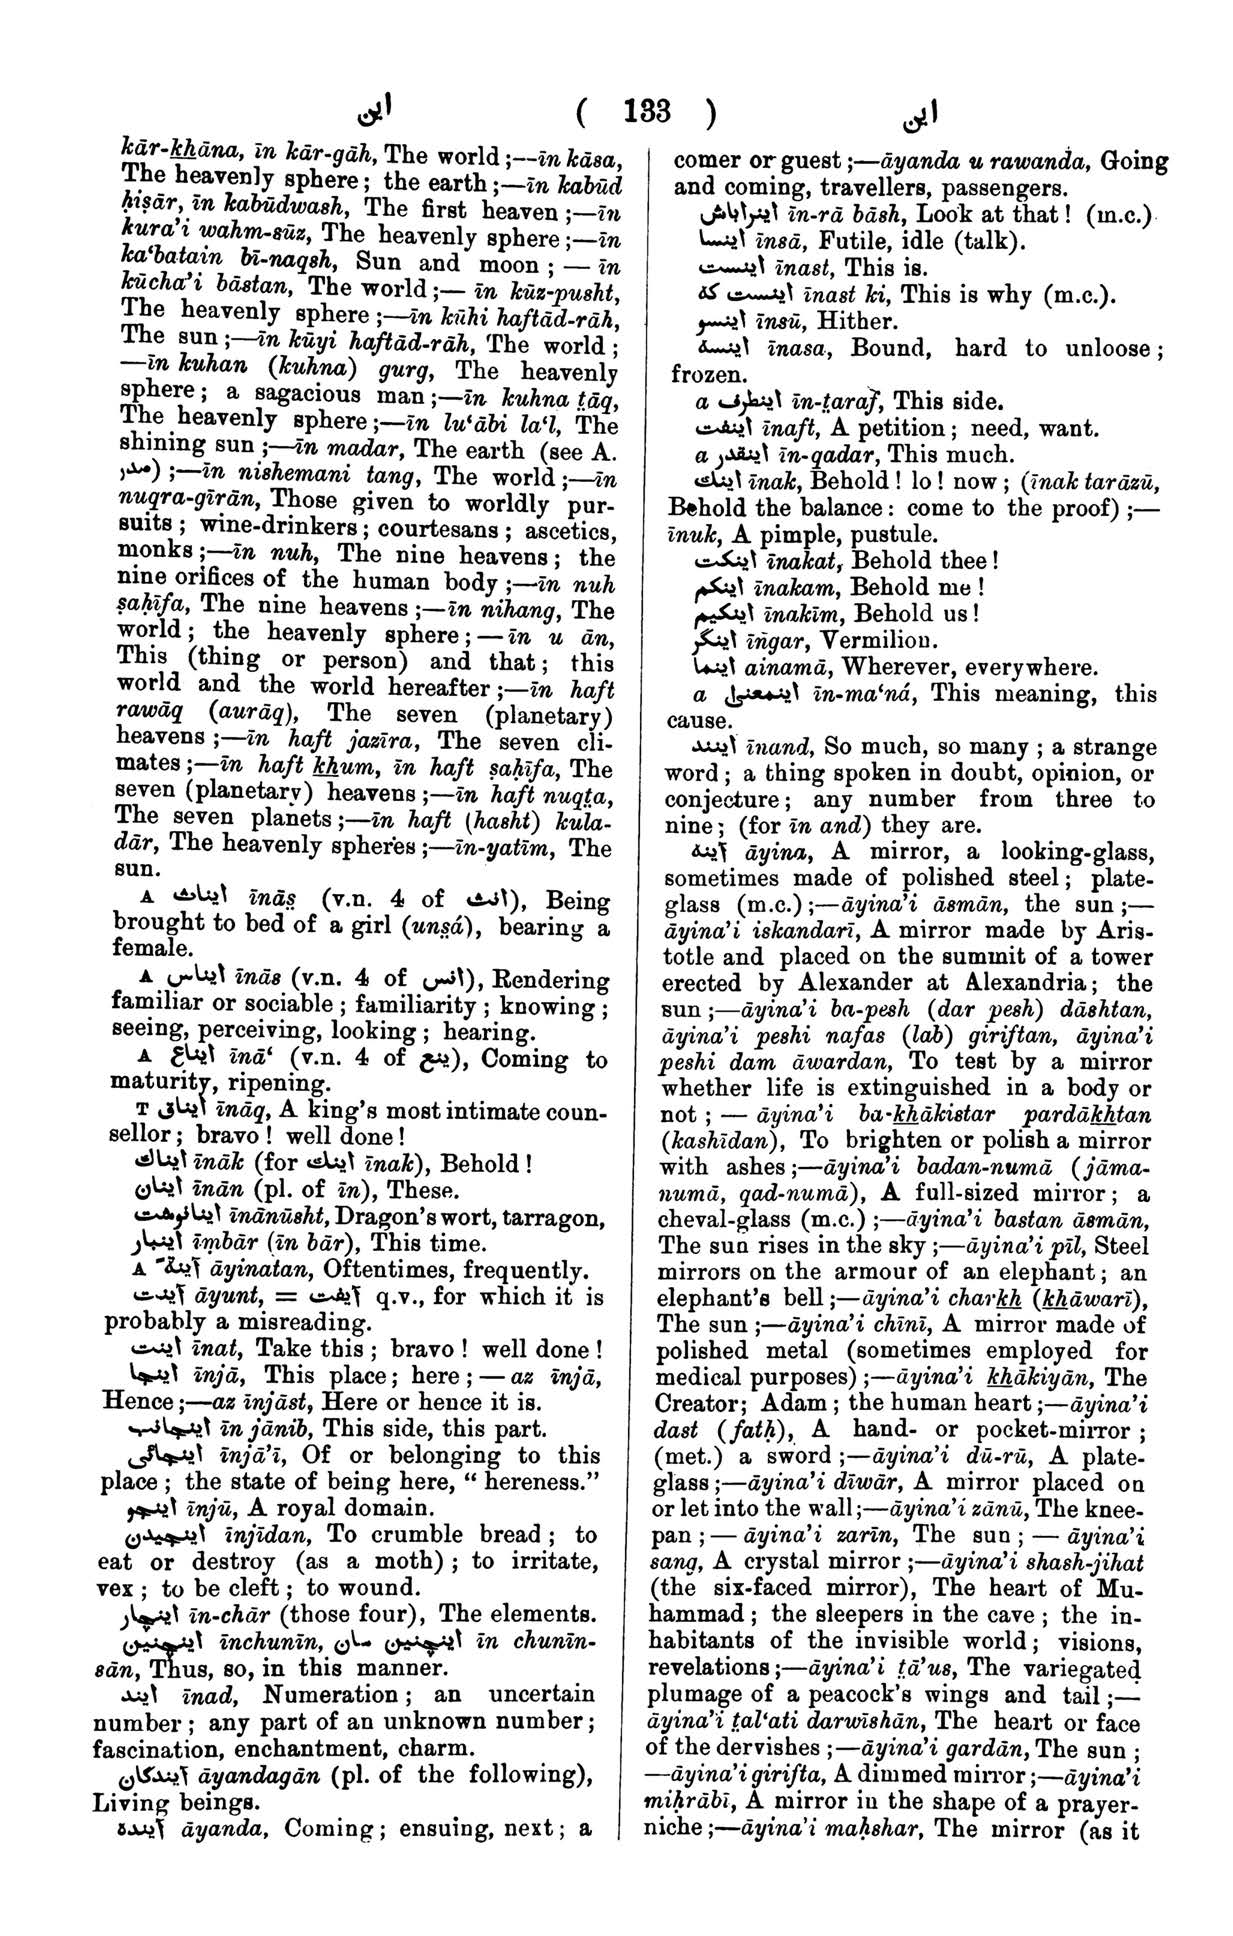 اين
( 133 )
اين
kār-khāna, īn kār-gāh, The world ;—īn kāsa,
The heavenly sphere ; the earth ;—īn kabūd
ḥiṣār, īn kabūdwash, The first heaven ;—īn
kura’i wahm-sūz, The heavenly sphere ;—īn
ka‘batain bī-naqsh, Sun and moon ; — īn
kūcha’i bāstan, The world ;— īn kūz-pusht,
The heavenly sphere ;—īn kūhi haftād-rāh,
The sun ;—īn kūyi haftād-rāh, The world ;
—īn kuhan (kuhna) gurg, The heavenly
sphere ; a sagacious man ;—īn kuhna t̤āq,
The heavenly sphere ;—īn lu‘ābi la‘l, The
shining sun ;—īn madar, The earth (see A.
مدر) ;—īn nishemani tang, The world ;—īn
nuqra-gīrān, Those given to worldly pur-
suits ; wine-drinkers ; courtesans ; ascetics,
monks ;—īn nuh, The nine heavens ; the
nine orifices of the human body ;—īn nuh
ṣaḥīfa, The nine heavens ;—īn nihang, The
world ; the heavenly sphere ; — īn u ān,
This (thing or person) and that ; this
world and the world hereafter ;—īn haft
rawāq (aurāq), The seven (planetary)
heavens ;—īn haft jazīra, The seven cli-
mates ;—īn haft khum, īn haft ṣaḥīfa, The
seven (planetary) heavens ;—īn haft nuqt̤a,
The seven planets ;—īn haft (hasht) kula-
dār, The heavenly spheres ;—īn-yatīm, The
sun.
A ايناث īnās̤ (v.n. 4 of انث), Being
brought to bed of a girl (uns̤á), bearing a
female.
A ايناس īnās (v.n. 4 of انس), Rendering
familiar or sociable ; familiarity ; knowing ;
seeing, perceiving, looking ; hearing.
A ايناع īnā‘ (v.n. 4 of ينع), Coming to
maturity, ripening.
T ايناق īnāq, A king’s most intimate coun-
sellor ; bravo ! well done !
ايناك īnāk (for اينك īnak), Behold !
اينان īnān (pl. of īn), These.
اينانوشت īnānūsht, Dragon’s wort, tarragon,
اينبار īṃbār (īn bār), This time.
A آينة āyinatan, Oftentimes, frequently.
آينت āyunt, = آيفت q.v., for which it is
probably a misreading.
اينت īnat, Take this ; bravo ! well done !
اينجا īnjā, This place ; here ; — az īnjā,
Hence ;—az īnjāst, Here or hence it is.
اينجانب īn jānib, This side, this part.
اينجائي īnjā’ī, Of or belonging to this
place ; the state of being here, “ hereness.”
اينجو īnjū, A royal domain.
اينجيدن īnjīdan, To crumble bread ; to
eat or destroy (as a moth) ; to irritate,
vex ; to be cleft ; to wound.
اينچار īn-chār (those four), The elements.
اينچنين īnchunīn, اينچنين سان īn chunīn-
sān, Thus, so, in this manner.
ايند īnad, Numeration ; an uncertain
number ; any part of an unknown number ;
fascination, enchantment, charm.
آيندگان āyandagān (pl. of the following),
Living beings.
آينده āyanda, Coming ; ensuing, next ; a
comer or guest ;—āyanda u rawanda, Going
and coming, travellers, passengers.
اينراباش īn-rā bāsh, Look at that ! (m.c.)
اينسا īnsā, Futile, idle (talk).
اينست īnast, This is.
اينست كه īnast ki, This is why (m.c.).
اينسو īnsū, Hither.
اينسه īnasa, Bound, hard to unloose ;
frozen.
a اينطرف īn-t̤araf, This side.
اينفت īnaft, A petition ; need, want.
a اينقدر īn-qadar, This much.
اينك īnak, Behold ! lo ! now ; (īnak tarāzū,
Behold the balance : come to the proof) ;—
īnuk, A pimple, pustule.
اينكت īnakat, Behold thee !
اينكم īnakam, Behold me !
اينكيم īnakīm, Behold us !
اينگر īṅgar, Vermilion.
اينما ainamā, Wherever, everywhere.
a اينمعنى īn-ma‘ná, This meaning, this
cause.
اينند īnand, So much, so many ; a strange
word ; a thing spoken in doubt, opinion, or
conjecture ; any number from three to
nine ; (for īn and) they are.
آينه āyina, A mirror, a looking-glass,
sometimes made of polished steel ; plate-
glass (m.c.) ;—āyina’i āsmān, the sun ;—
āyina’i iskandarī, A mirror made by Aris-
totle and placed on the summit of a tower
erected by Alexander at Alexandria ; the
sun ;—āyina’i ba-pesh (dar pesh) dāshtan,
āyina’i peshi nafas (lab) giriftan, āyina’i
peshi dam āwardan, To test by a mirror
whether life is extinguished in a body or
not ; — āyina’i ba-khākistar pardākhtan
(kashīdan), To brighten or polish a mirror
with ashes ;—āyina’i badan-numā (jāma-
numā, qad-numā), A full-sized mirror ; a
cheval-glass (m.c.) ;—āyina’i bastan āsmān,
The sun rises in the sky ;—āyina’i pīl, Steel
mirrors on the armour of an elephant ; an
elephant’s bell ;—āyina’i charkh (khāwarī),
The sun ;—āyina’i chīnī, A mirror made of
polished metal (sometimes employed for
medical purposes) ;—āyina’i khākiyān, The
Creator; Adam ; the human heart ;—āyina’i
dast (fatḥ), A hand- or pocket-mirror ;
(met.) a sword ;—āyina’i dū-rū, A plate-
glass ;—āyina’i dīwār, A mirror placed on
or let into the wall ;—āyina’i zānū, The knee-
pan ; — āyina’i zarīn, The sun ; — āyina’i
sang, A crystal mirror ;—āyina’i shash-jihat
(the six-faced mirror), The heart of Mu-
hammad ; the sleepers in the cave ; the in-
habitants of the invisible world ; visions,
revelations ;—āyina’i t̤ā’us, The variegated
plumage of a peacock’s wings and tail ;—
āyina’i t̤al‘ati darwīshān, The heart or face
of the dervishes ;—āyina’i gardān, The sun ;
—āyina’i girifta, A dimmed mirror ;—āyina’i
miḥrābī, A mirror in the shape of a prayer-
niche ;—āyina’i maḥshar, The mirror (as it